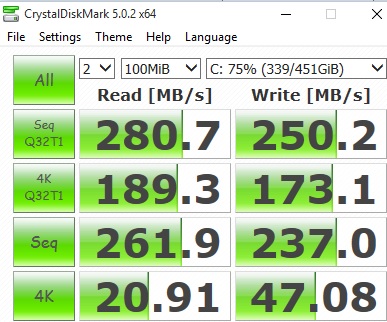 CrystalDiskMark 5.0.2 x64
File Settings Theme Help Language
All 2 100MiB C: 75% (339/451GiB)
Read [MB/s] Write [MB/s]
Seq
Q32T1 280.7 250.2
4K
Q32T1 189.3 173.1
Seq 261.9 237.0
4K 20.91 47.08